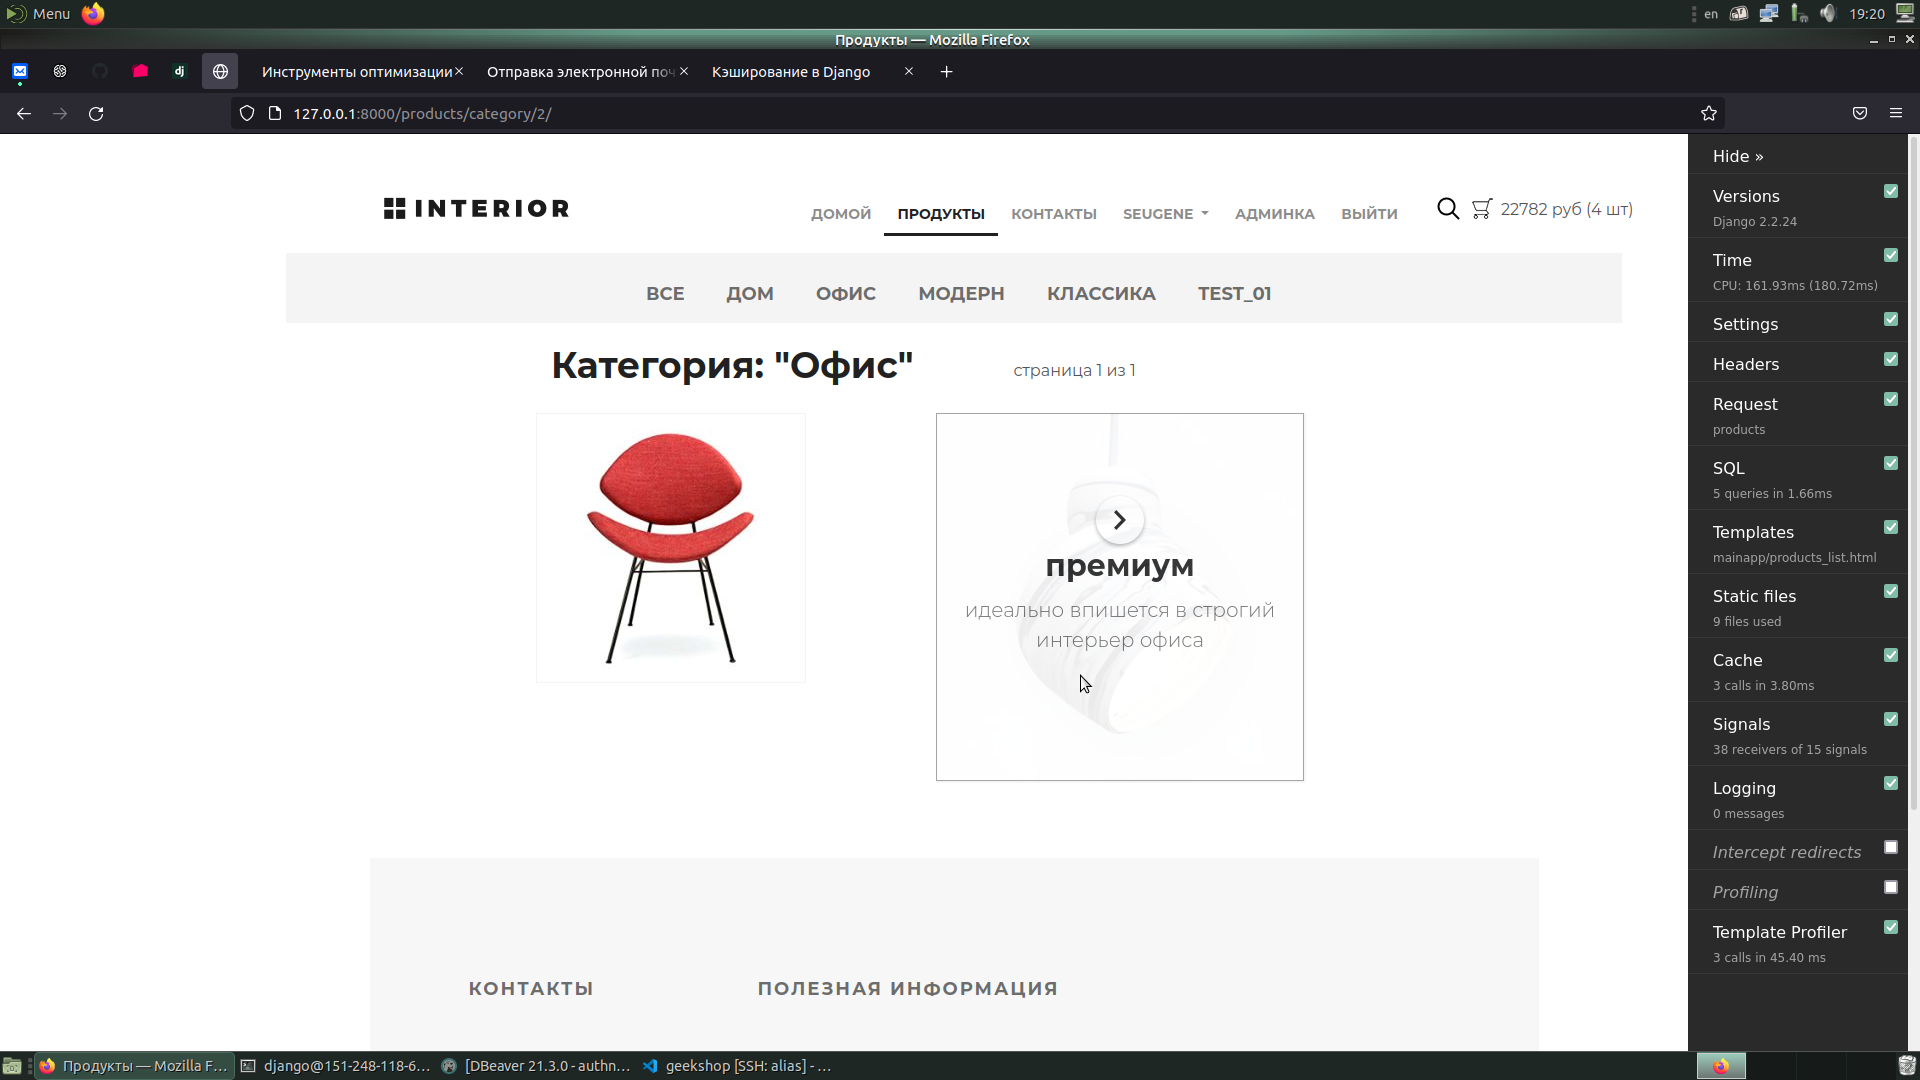 Menu
en
19:20
Продукты — Mozilla Firefox
dj
Инструменты оптимизации
Отправка электронной поч
Кэширование в Django
127.0.0.1:8000/products/category/2/
INTERIOR
ДОМОЙ
ПРОДУКТЫ
КОНТАКТЫ
SEUGENE
АДМИНКА
ВЫЙТИ
22782 руб (4 шт)
ВСЕ
ДОМ
ОФИС
МОДЕРН
КЛАССИКА
TEST_01
Категория: "Офис"
страница 1 из 1
премиум
идеально впишется в строгий
интерьер офиса
КОНТАКТЫ
ПОЛЕЗНАЯ ИНФОРМАЦИЯ
Hide »
Versions
Django 2.2.24
Time
CPU: 161.93ms (180.72ms)
Settings
Headers
Request
products
SQL
5 queries in 1.66ms
Templates
mainapp/products_list.html
Static files
9 files used
Cache
3 calls in 3.80ms
Signals
38 receivers of 15 signals
Logging
0 messages
Intercept redirects
Profiling
Template Profiler
3 calls in 45.40 ms
Продукты — Mozilla F...
django@151-248-118-6...
[DBeaver 21.3.0 - authn...
geekshop [SSH: alias] - ...